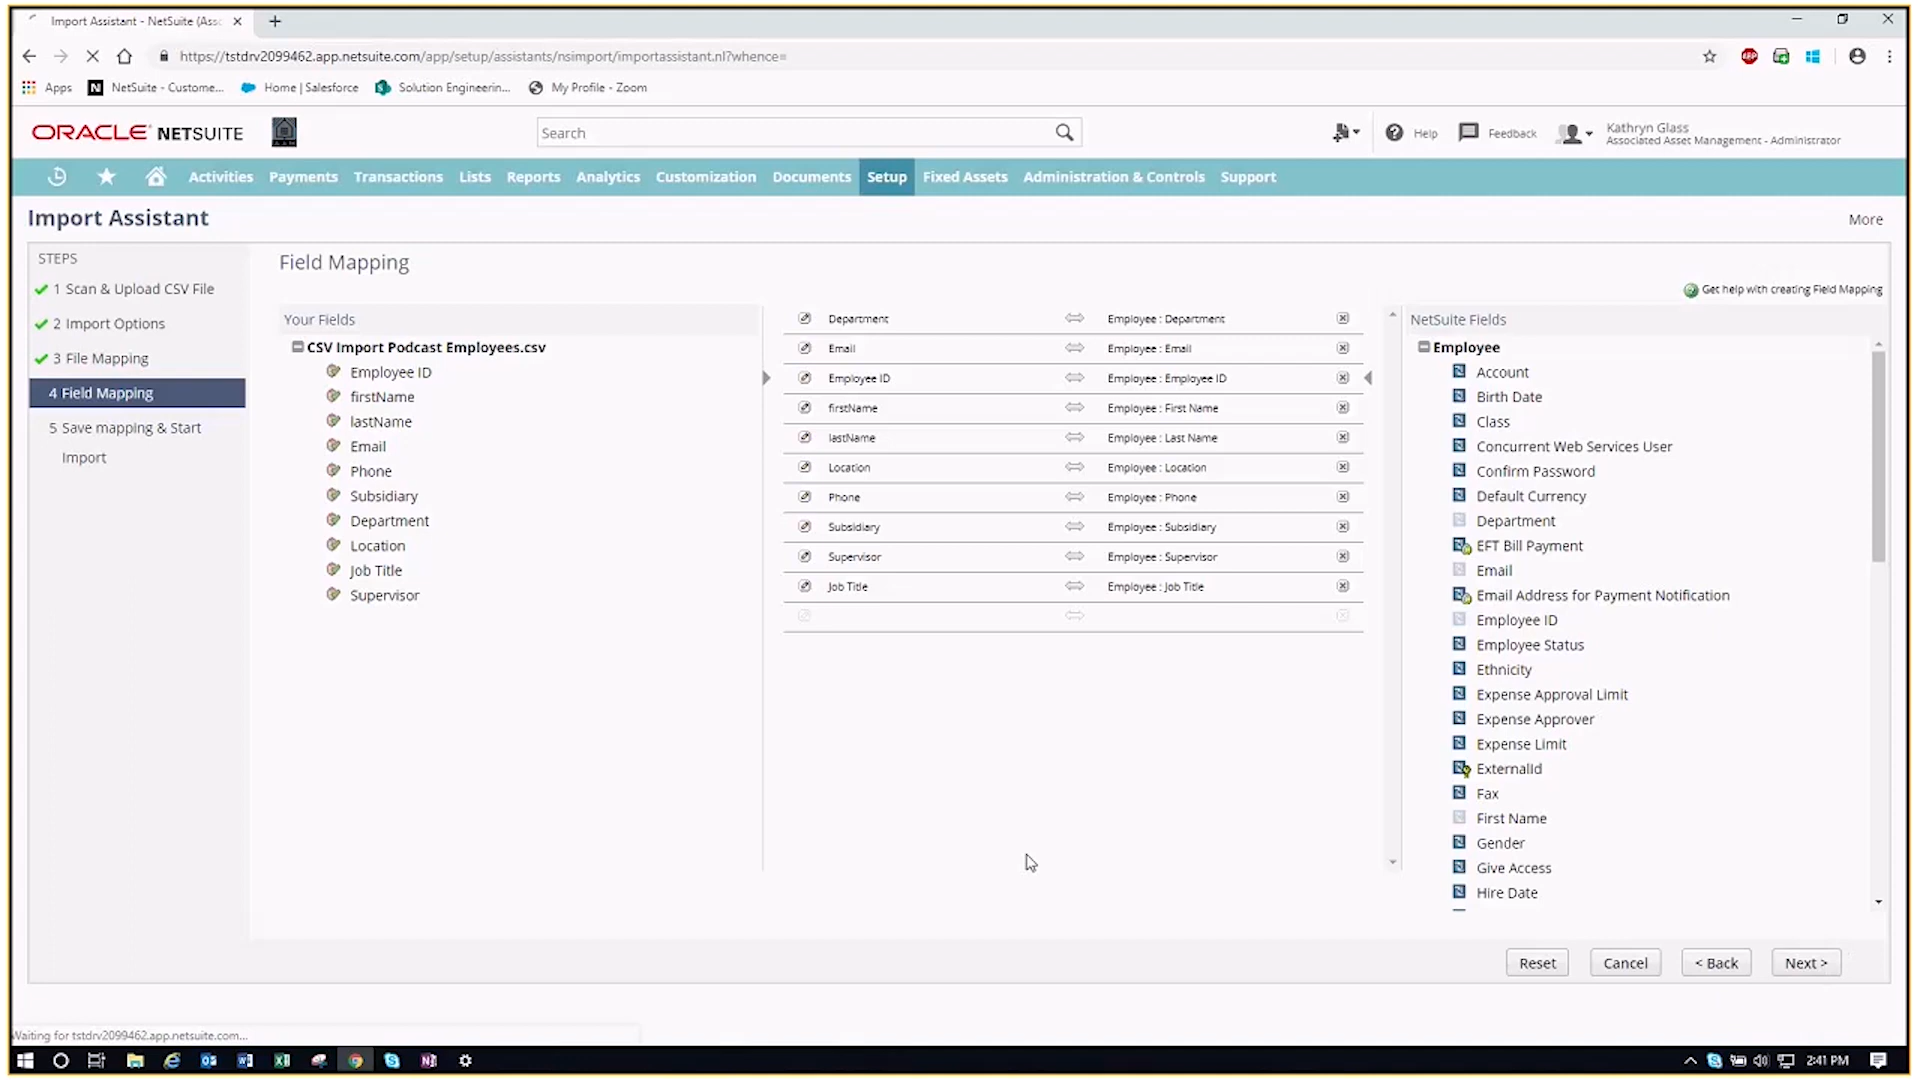 Import Assistant - NetSuite (Asso
https://tstdrv2099462.app.netsuite.com/app/setup/assistants/nsimport/importassistant.nl?whence=
Apps
NetSuite - Custome...
Home | Salesforce
Solution Engineerin...
My Profile - Zoom
ORACLE NETSUITE
Search
Help
Feedback
Kathryn Glass
Associated Asset Management - Administrator
Activities
Payments
Transactions
Lists
Reports
Analytics
Customization
Documents
Setup
Fixed Assets
Administration & Controls
Support
Import Assistant
More
STEPS
1 Scan & Upload CSV File
2 Import Options
3 File Mapping
4 Field Mapping
5 Save mapping & Start
Import
Field Mapping
Get help with creating Field Mapping
Your Fields
CSV Import Podcast Employees.csv
Employee ID
firstName
lastName
Email
Phone
Subsidiary
Department
Location
Job Title
Supervisor
Department Employee : Department
Email Employee : Email
Employee ID Employee : Employee ID
firstName Employee : First Name
lastName Employee : Last Name
Location Employee : Location
Phone Employee : Phone
Subsidiary Employee : Subsidiary
Supervisor Employee : Supervisor
Job Title Employee : Job Title
NetSuite Fields
Employee
Account
Birth Date
Class
Concurrent Web Services User
Confirm Password
Default Currency
Department
EFT Bill Payment
Email
Email Address for Payment Notification
Employee ID
Employee Status
Ethnicity
Expense Approval Limit
Expense Approver
Expense Limit
ExternalId
Fax
First Name
Gender
Give Access
Hire Date
Reset
Cancel
< Back
Next >
Waiting for tstdrv2099462.app.netsuite.com...
2:41 PM